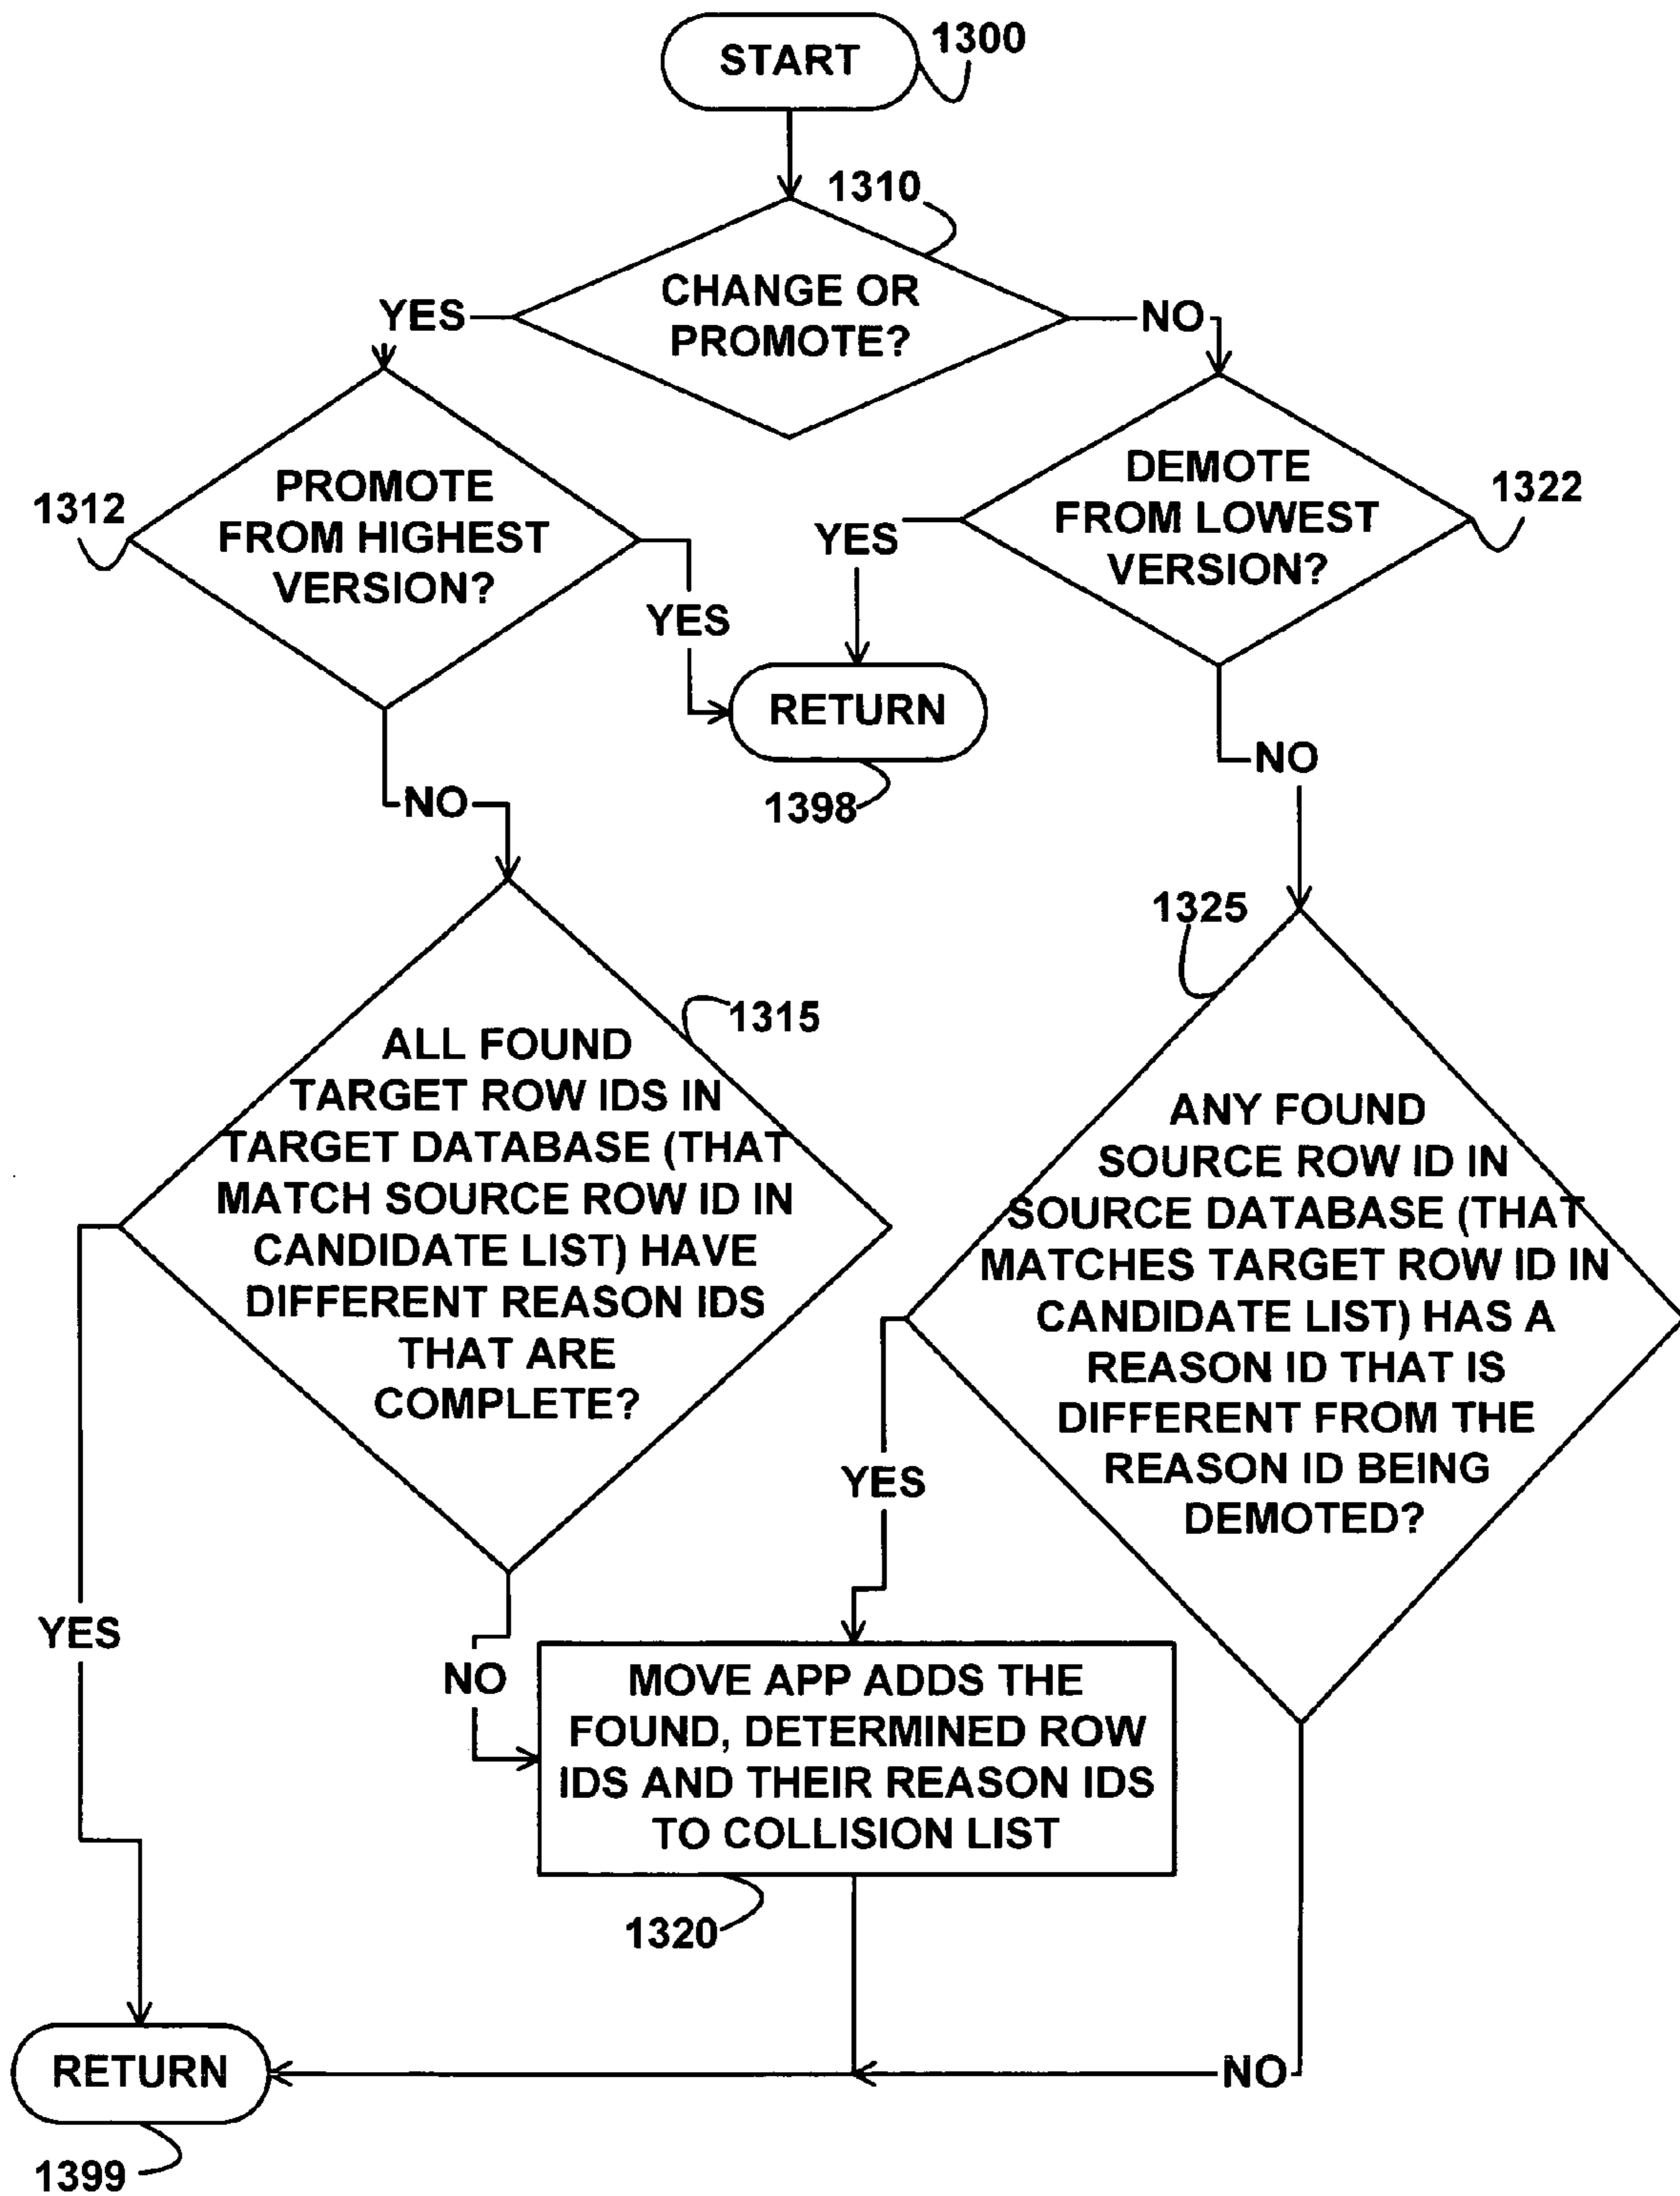 START
1300
1310
CHANGE OR
PROMOTE?
YES
NO
PROMOTE
FROM HIGHEST
VERSION?
1312
DEMOTE
FROM LOWEST
VERSION?
1322
YES
YES
RETURN
1398
NO
NO
1315
ALL FOUND
TARGET ROW IDS IN
TARGET DATABASE (THAT
MATCH SOURCE ROW ID IN
CANDIDATE LIST) HAVE
DIFFERENT REASON IDS
THAT ARE
COMPLETE?
1325
ANY FOUND
SOURCE ROW ID IN
SOURCE DATABASE (THAT
MATCHES TARGET ROW ID IN
CANDIDATE LIST) HAS A
REASON ID THAT IS
DIFFERENT FROM THE
REASON ID BEING
DEMOTED?
YES
YES
NO
MOVE APP ADDS THE
FOUND, DETERMINED ROW
IDS AND THEIR REASON IDS
TO COLLISION LIST
1320
RETURN
NO
1399